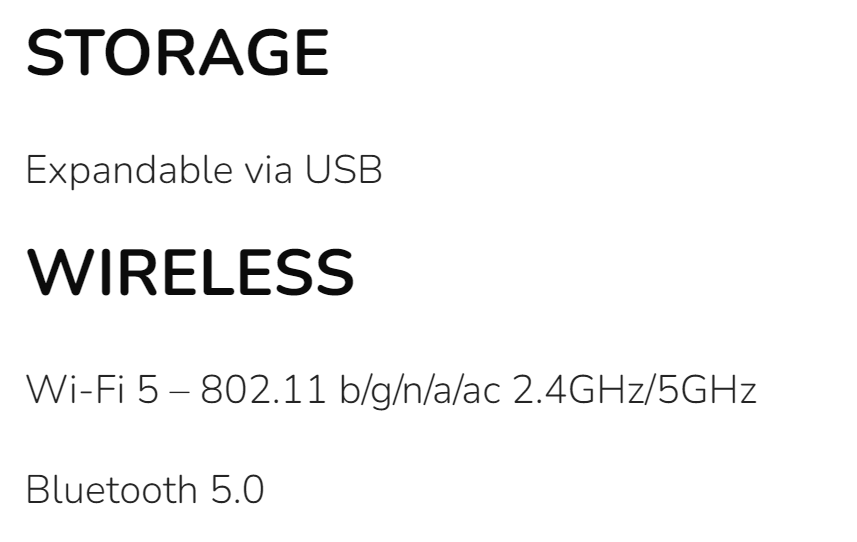 STORAGE
Expandable via USB
WIRELESS
Wi-Fi 5 – 802.11 b/g/n/a/ac 2.4GHz/5GHz
Bluetooth 5.0